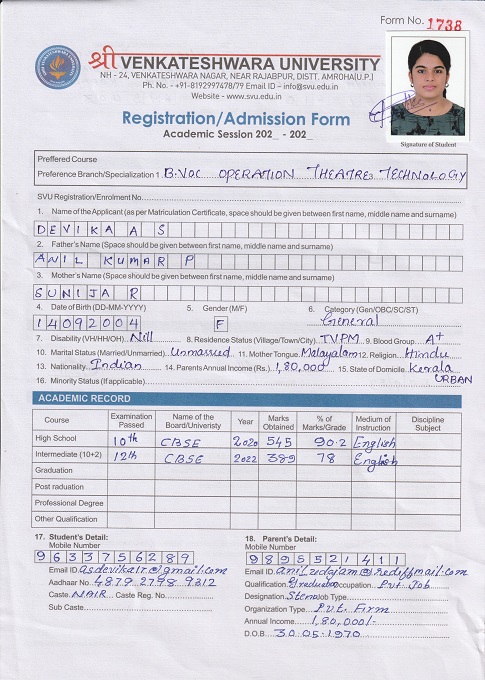 Form No. 1738
श्री VENKATESHWARA UNIVERSITY
NH - 24, VENKATESHWARA NAGAR, NEAR RAJABPUR, DISTT. AMROHA(U.P.)
Ph. No. - +91-8192997478/79 Email ID – info@svu.edu.in
Website - www.svu.edu.in
Registration/Admission Form
Academic Session 202_ - 202_
Signature of Student
Preffered Course
Preference Branch/Specialization 1. B.VOC OPERATION THEATRE 3. TECHNOLOGY
SVU Registration/Enrolment No.
1. Name of the Applicant (as per Matriculation Certificate, space should be given between first name, middle name and surname)
DEVIKA A S
2. Father's Name (Space should be given between first name, middle name and surname)
ANIL KUMAR P
3. Mother's Name (Space should be given between first name, middle name and surname)
SUNIJA R
4. Date of Birth (DD-MM-YYYY) 5. Gender (M/F) 6. Category (Gen/OBC/SC/ST)
14092004 F General
7. Disability (VH/HH/OH) Nill 8. Residence Status (Village/Town/City) TVPM 9. Blood Group A+
10. Marital Status (Married/Unmarried) Unmarried 11. Mother Tongue Malayalam 12. Religion Hindu
13. Nationality Indian 14. Parents Annual Income (Rs.) 1,80,000 15. State of Domicile Kerala
16. Minority Status (If applicable) URBAN
ACADEMIC RECORD
Course Examination Passed Name of the Board/Univeristy Year Marks Obtained % of Marks/Grade Medium of Instruction Discipline Subject
High School 10th CBSE 2020 545 90.2 English
Intermediate (10+2) 12th CBSE 2022 389 78 English
Graduation
Post raduation
Professional Degree
Other Qualification
17. Student's Detail: 18. Parent's Detail:
Mobile Number Mobile Number
9633756289 9895521411
Email ID. asdevika12@gmail.com Email ID.
Aadhar No. 4879 2798 9312 Qualification. Graduation Occupation. Pvt Job
Caste. NAIR Caste Reg. No. Designation. Steno Job Type.
Sub Caste. Organization Type. Pvt. Firm
Annual Income. 1,80,000/-
D.O.B. 30.05.1970